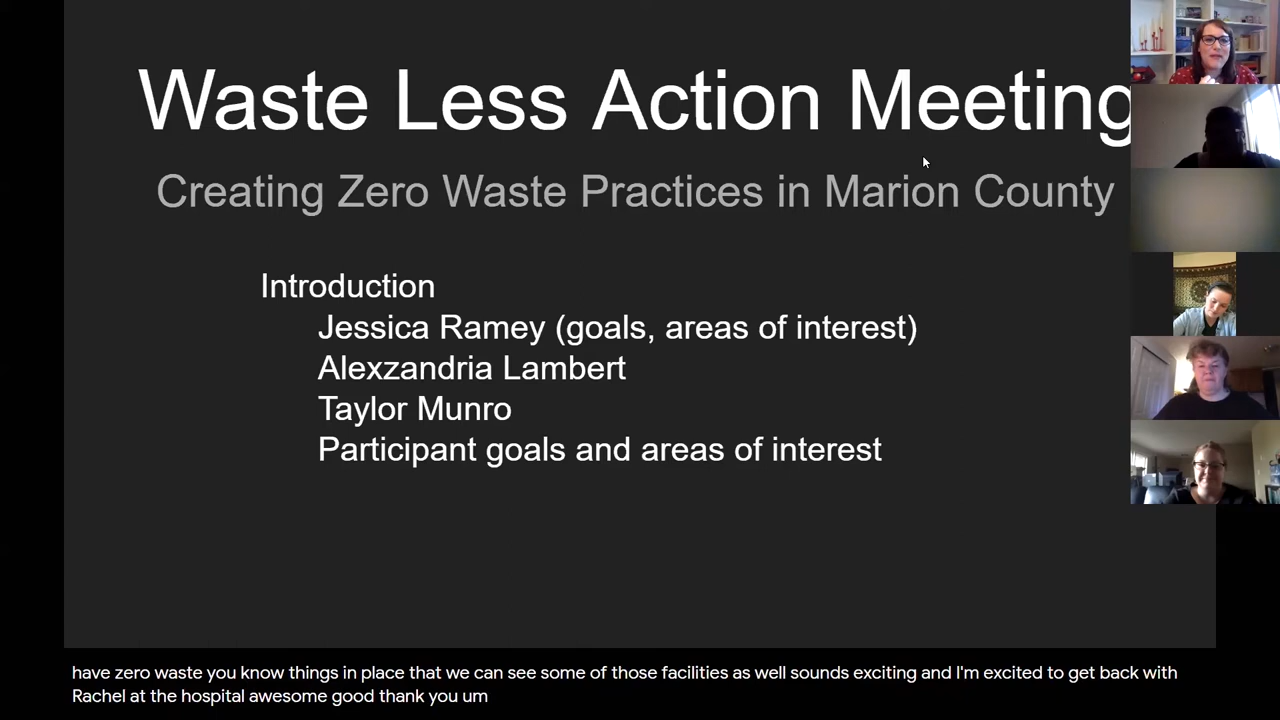 Waste Less Action Meeting
Creating Zero Waste Practices in Marion County
Introduction
Jessica Ramey (goals, areas of interest)
Alexzandria Lambert
Taylor Munro
Participant goals and areas of interest
have zero waste you know things in place that we can see some of those facilities as well sounds exciting and I'm excited to get back with
Rachel at the hospital awesome good thank you um